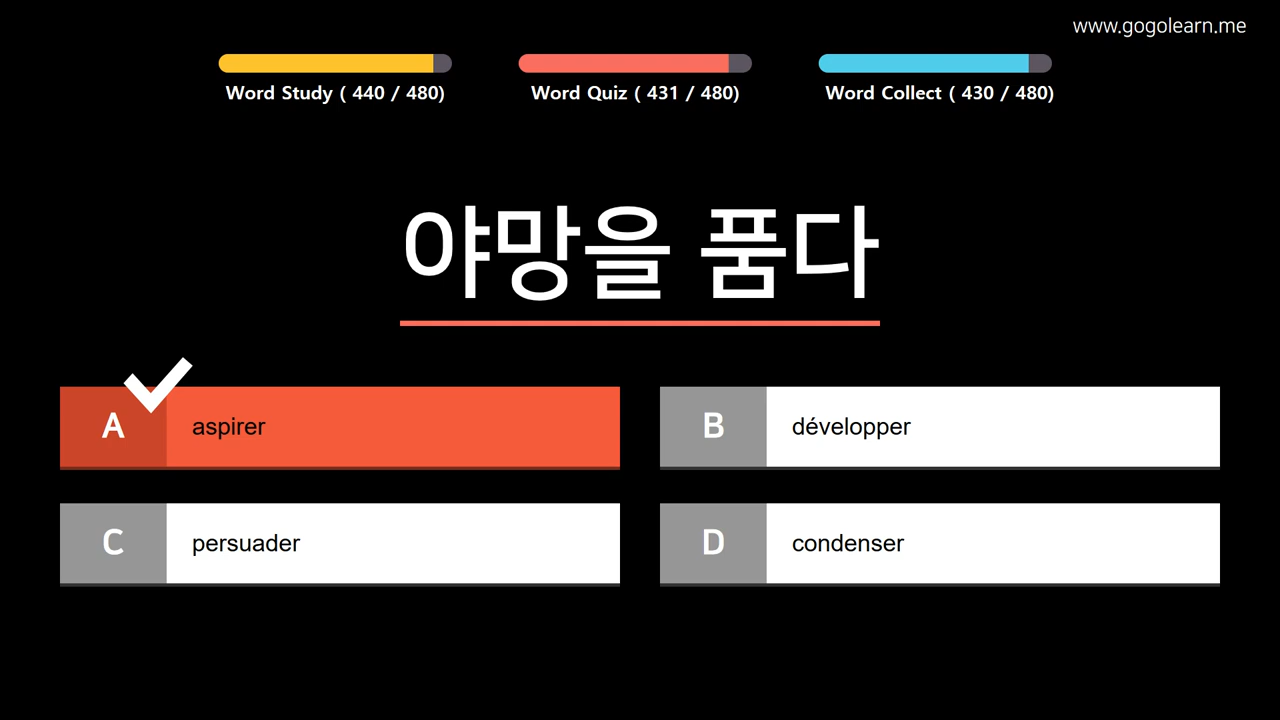 www.gogolearn.me
Word Study ( 440 / 480)
Word Quiz ( 431 / 480)
Word Collect ( 430 / 480)
야망을 품다
A aspirer
B développer
C persuader
D condenser